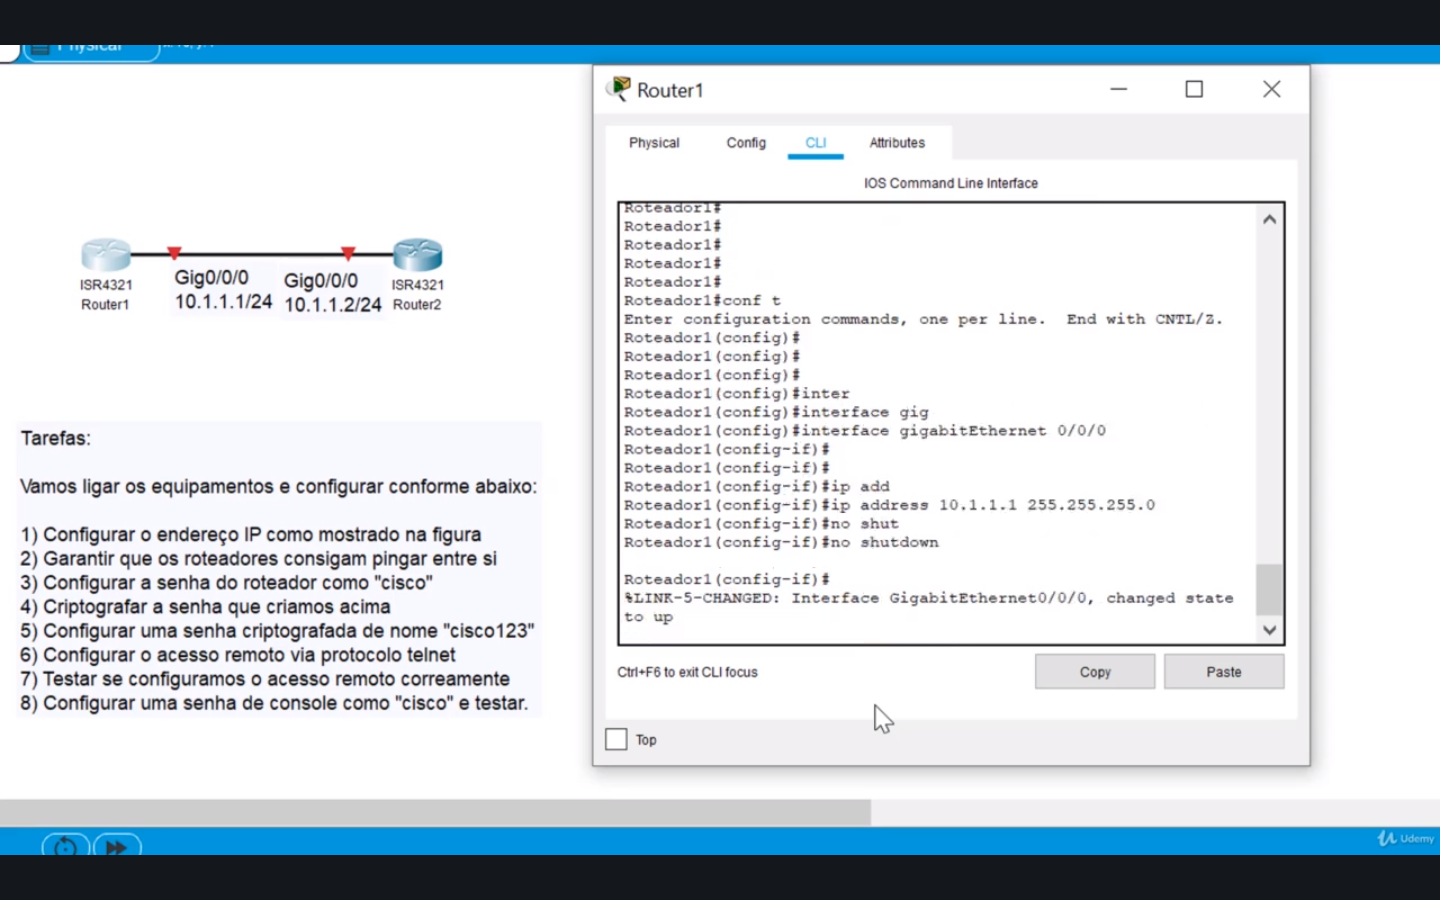 Physical
Router1
Physical Config CLI Attributes
IOS Command Line Interface
Roteador1#
Roteador1#
Roteador1#
Roteador1#
Roteador1#
Roteador1#conf t
Enter configuration commands, one per line. End with CNTL/Z.
Roteador1(config)#
Roteador1(config)#
Roteador1(config)#
Roteador1(config)#inter
Roteador1(config)#interface gig
Roteador1(config)#interface gigabitEthernet 0/0/0
Roteador1(config-if)#
Roteador1(config-if)#
Roteador1(config-if)#ip add
Roteador1(config-if)#ip address 10.1.1.1 255.255.255.0
Roteador1(config-if)#no shut
Roteador1(config-if)#no shutdown
Roteador1(config-if)#
%LINK-5-CHANGED: Interface GigabitEthernet0/0/0, changed state
to up
Ctrl+F6 to exit CLI focus
Copy
Paste
Top
ISR4321
Router1
Gig0/0/0
10.1.1.1/24
Gig0/0/0
10.1.1.2/24
ISR4321
Router2
Tarefas:
Vamos ligar os equipamentos e configurar conforme abaixo:
1) Configurar o endereço IP como mostrado na figura
2) Garantir que os roteadores consigam pingar entre si
3) Configurar a senha do roteador como "cisco"
4) Criptografar a senha que criamos acima
5) Configurar uma senha criptografada de nome "cisco123"
6) Configurar o acesso remoto via protocolo telnet
7) Testar se configuramos o acesso remoto correamente
8) Configurar uma senha de console como "cisco" e testar.
Udemy